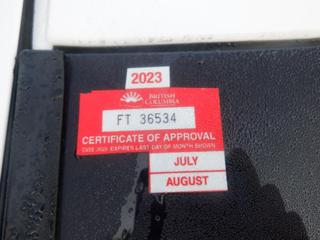 2023
BRITISH
COLUMBIA
FT 36534
CERTIFICATE OF APPROVAL
EXPIRES LAST DAY OF MONTH SHOWN
JULY
AUGUST